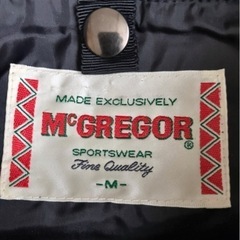 MADE EXCLUSIVELY
McGREGOR®
SPORTSWEAR
Fine Quality
-M-